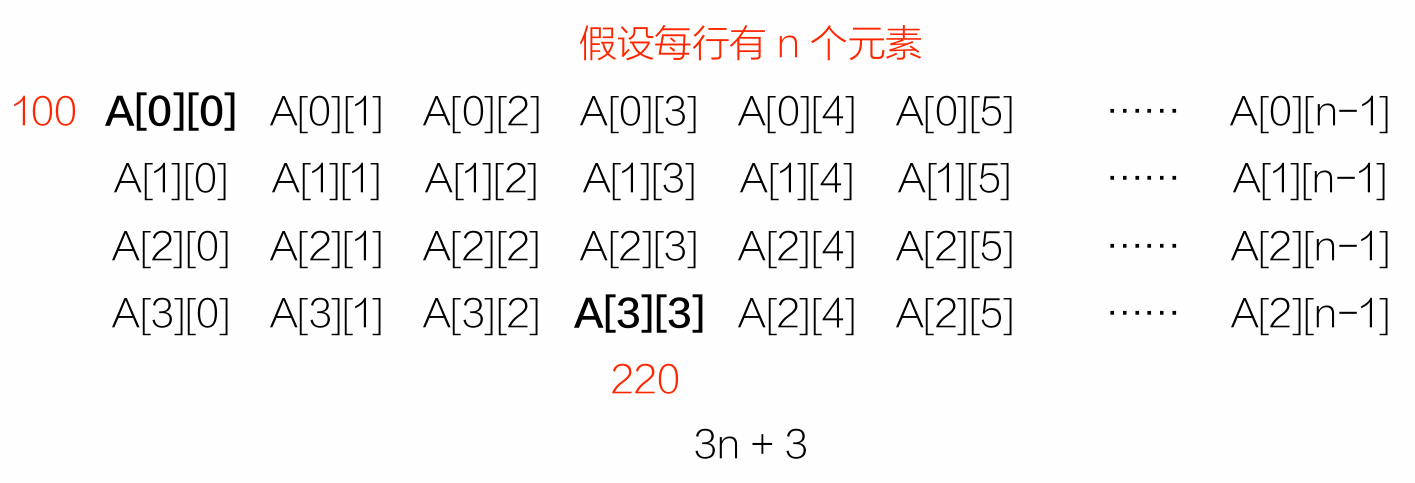 假设每行有 n 个元素
100 A[0][0] A[0][1] A[0][2] A[0][3] A[0][4] A[0][5] ······ A[0][n-1]
A[1][0] A[1][1] A[1][2] A[1][3] A[1][4] A[1][5] ······ A[1][n-1]
A[2][0] A[2][1] A[2][2] A[2][3] A[2][4] A[2][5] ······ A[2][n-1]
A[3][0] A[3][1] A[3][2] A[3][3] A[2][4] A[2][5] ······ A[2][n-1]
220
3n + 3